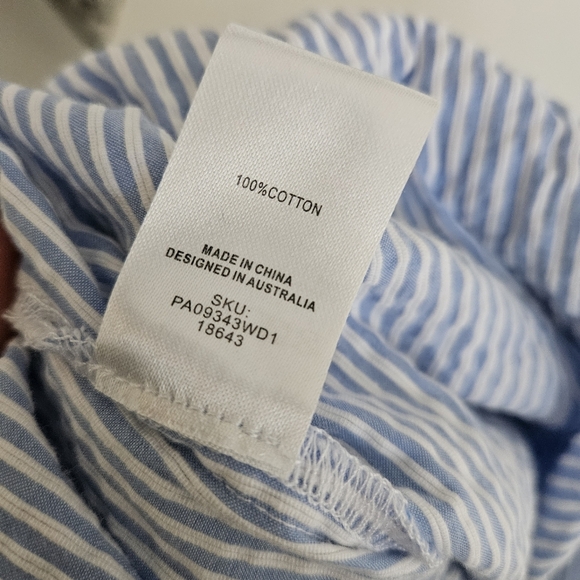 100%COTTON
MADE IN CHINA
DESIGNED IN AUSTRALIA
SKU:
PA09343WD1
18643